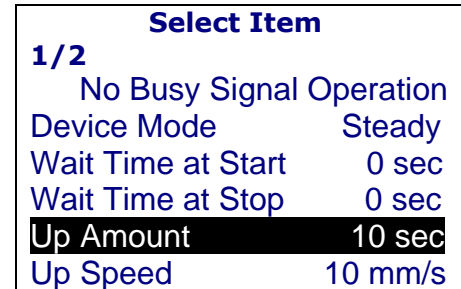 Select Item
1/2
No Busy Signal Operation
Device Mode Steady
Wait Time at Start 0 sec
Wait Time at Stop 0 sec
Up Amount 10 sec
Up Speed 10 mm/s